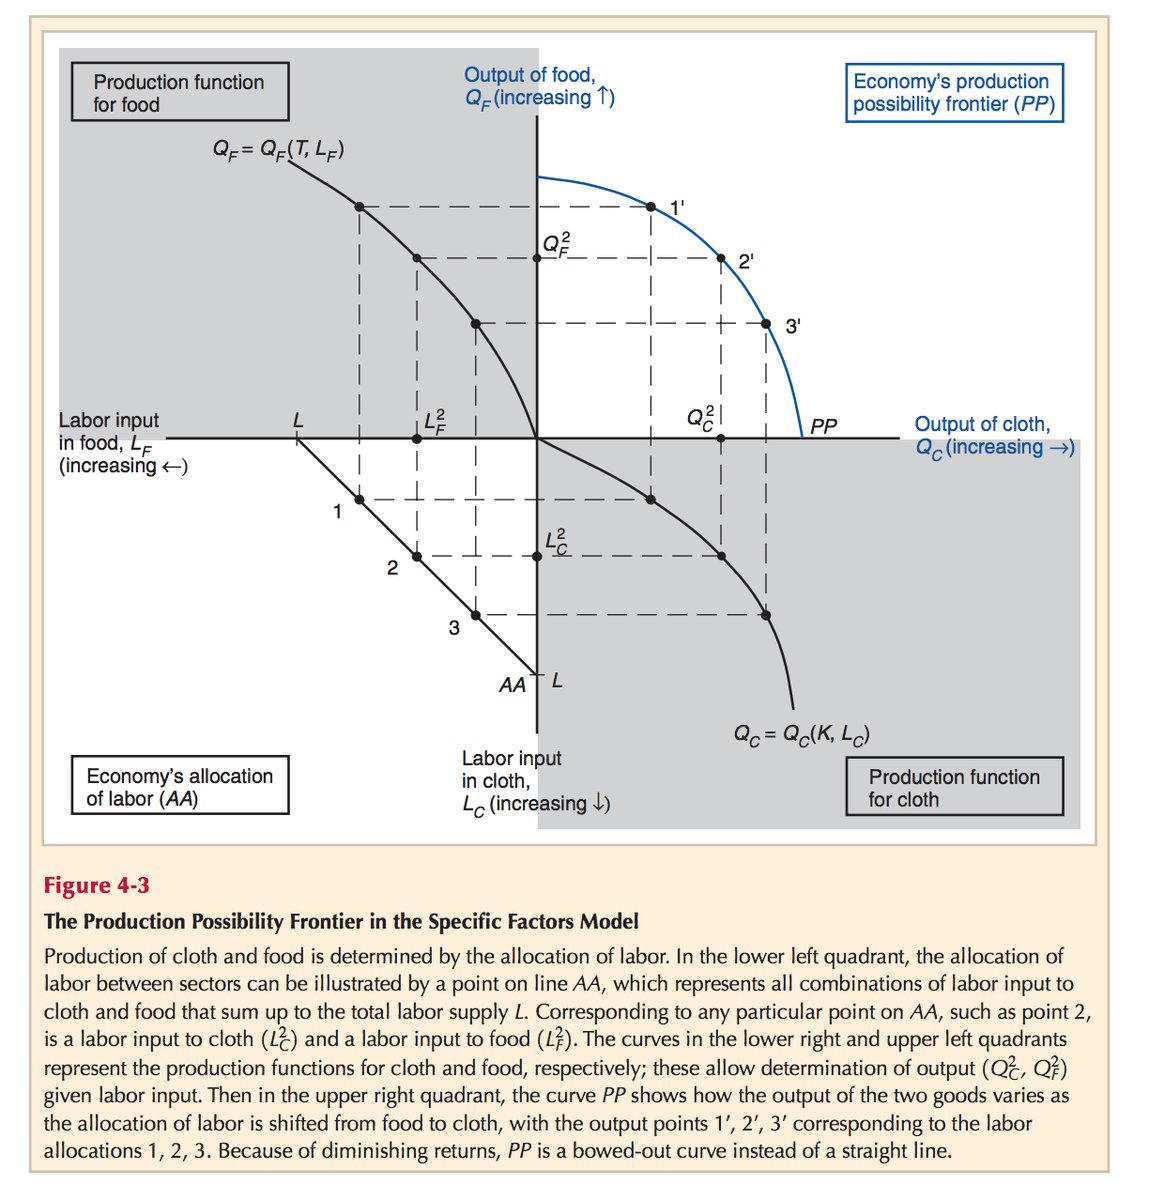 Production function
for food
Output of food,
Q_F (increasing ↑)
Economy's production
possibility frontier (PP)
Q_F = Q_F(T, L_F)
1'
Q_F^2
2'
3'
Labor input
in food, L_F
(increasing ←)
L
L_F^2
Q_C^2
PP
Output of cloth,
Q_C (increasing →)
1
L_C^2
2
3
AA
L
Q_C = Q_C(K, L_C)
Economy's allocation
of labor (AA)
Labor input
in cloth,
L_C (increasing ↓)
Production function
for cloth
Figure 4-3
The Production Possibility Frontier in the Specific Factors Model
Production of cloth and food is determined by the allocation of labor. In the lower left quadrant, the allocation of
labor between sectors can be illustrated by a point on line AA, which represents all combinations of labor input to
cloth and food that sum up to the total labor supply L. Corresponding to any particular point on AA, such as point 2,
is a labor input to cloth (L_C^2) and a labor input to food (L_F^2). The curves in the lower right and upper left quadrants
represent the production functions for cloth and food, respectively; these allow determination of output (Q_C^2, Q_F^2)
given labor input. Then in the upper right quadrant, the curve PP shows how the output of the two goods varies as
the allocation of labor is shifted from food to cloth, with the output points 1', 2', 3' corresponding to the labor
allocations 1, 2, 3. Because of diminishing returns, PP is a bowed-out curve instead of a straight line.